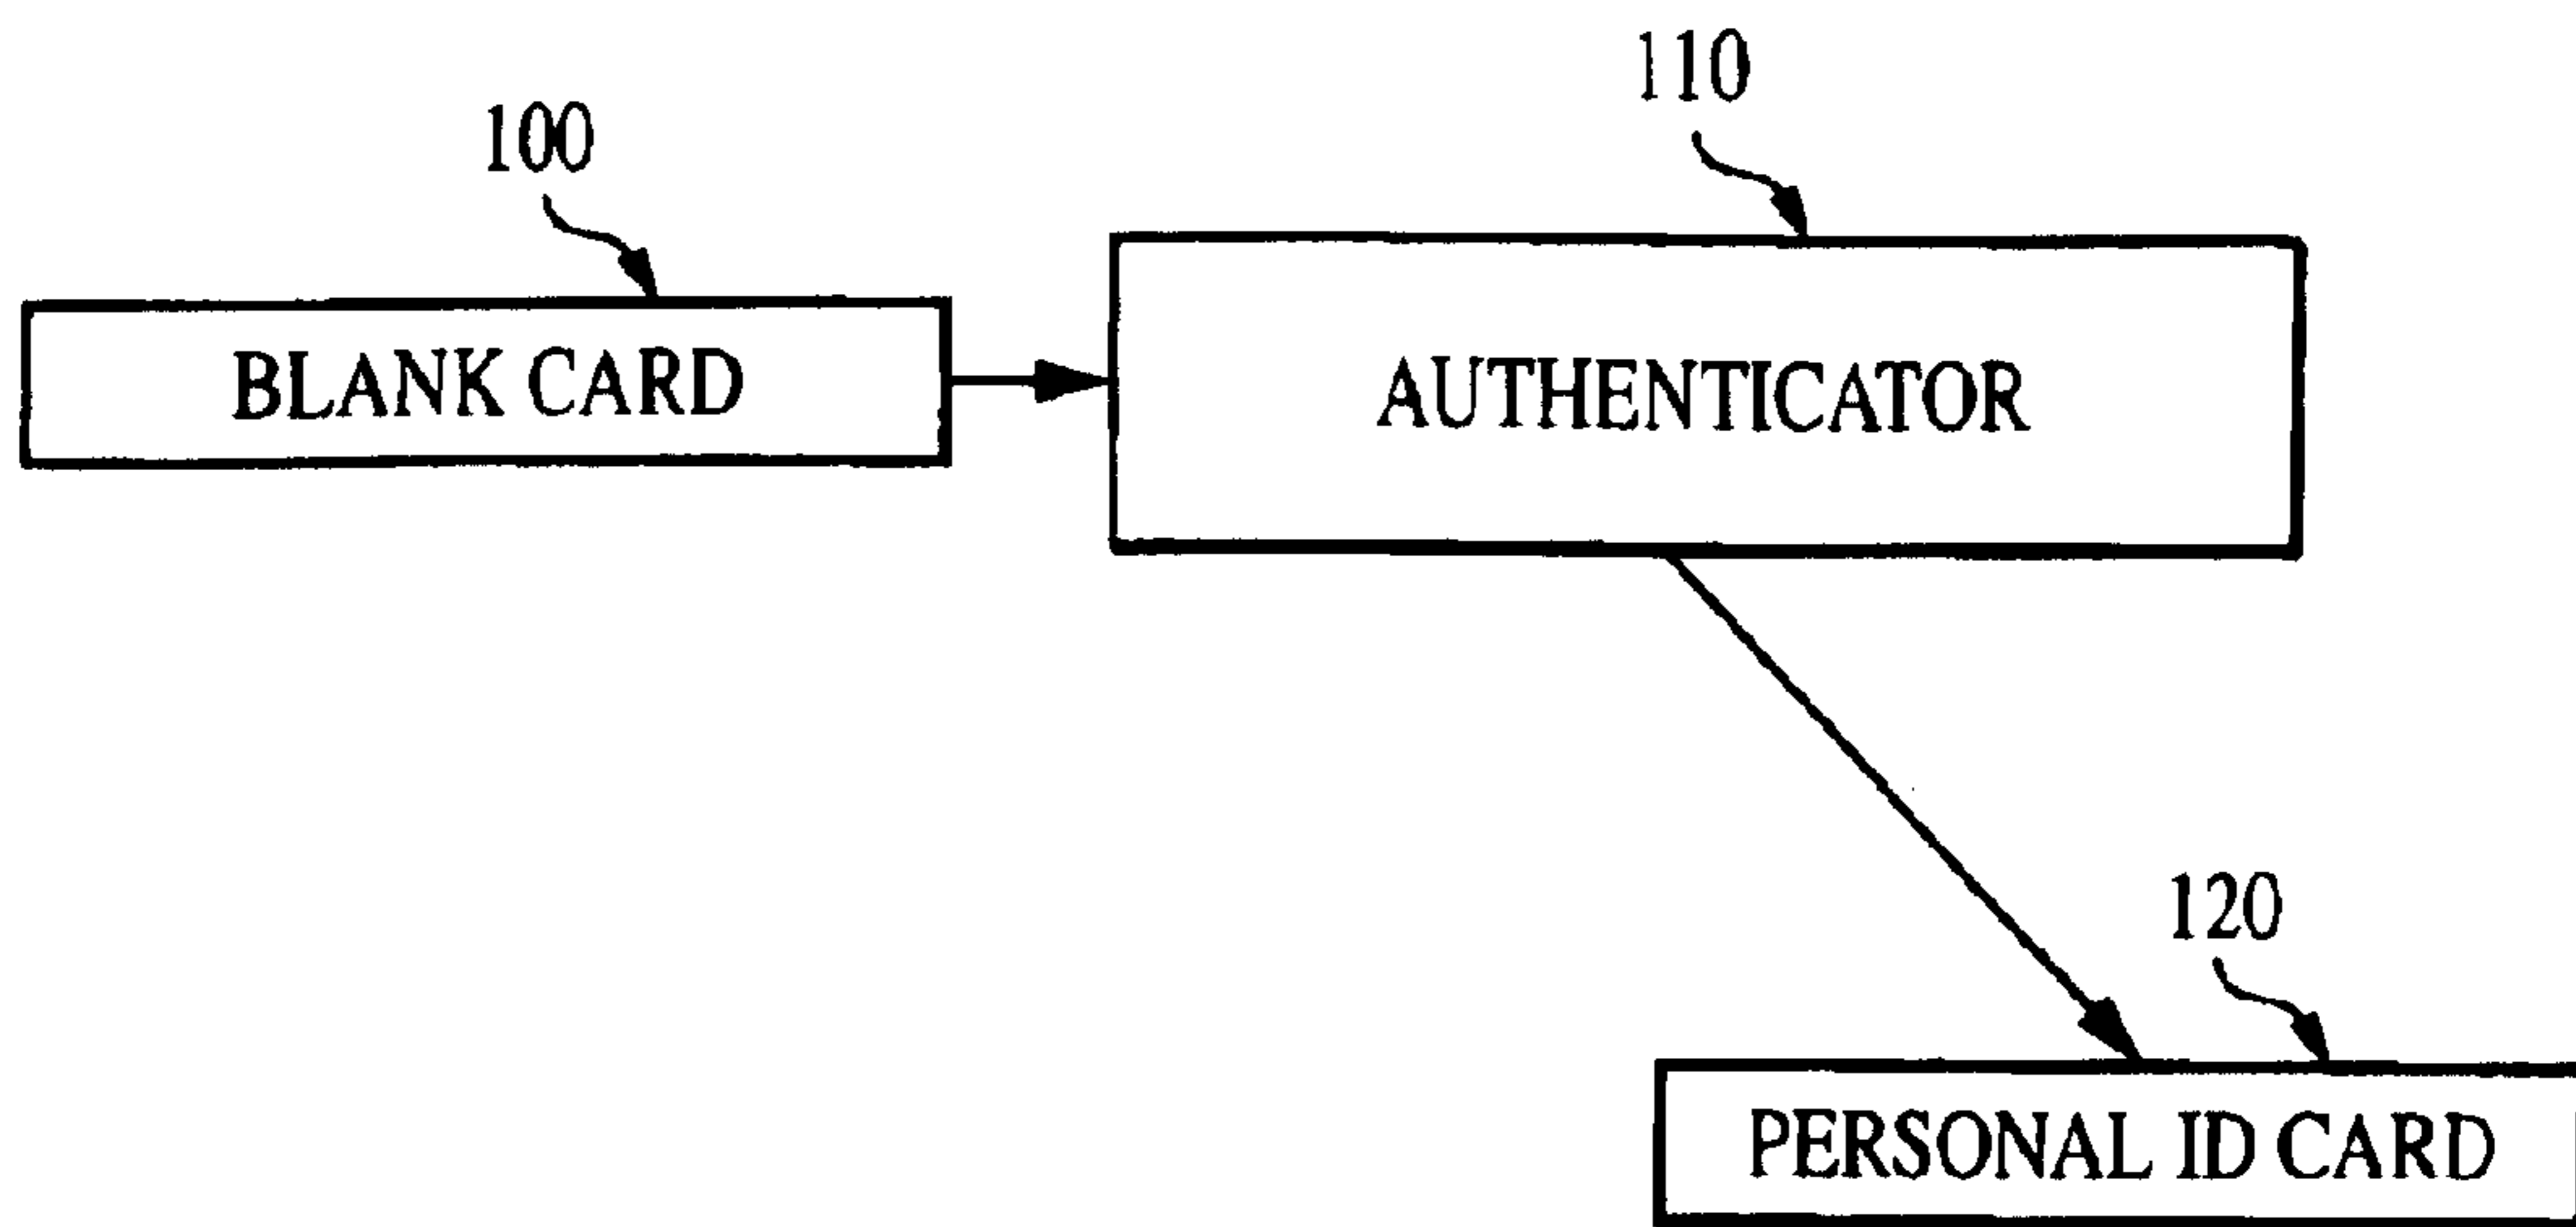 110
100
BLANK CARD
AUTHENTICATOR
120
PERSONAL ID CARD